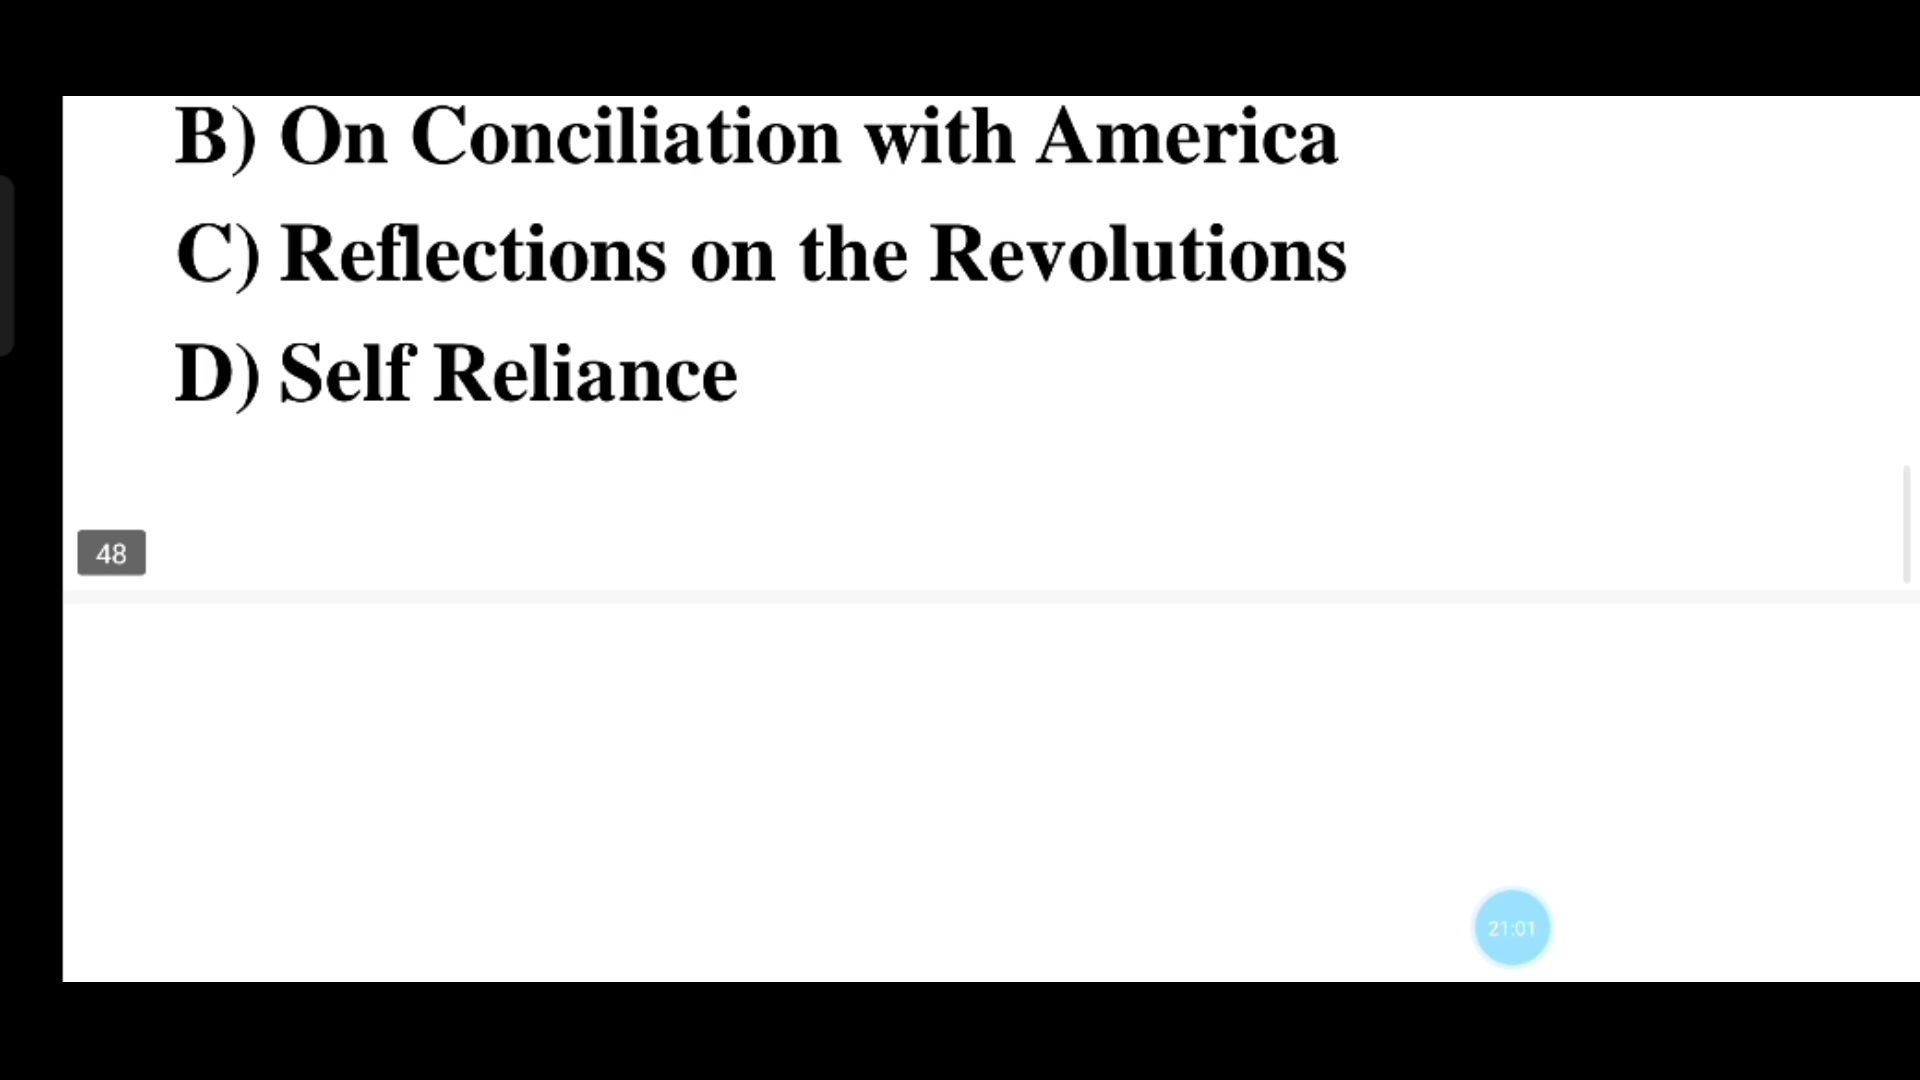 B) On Conciliation with America
C) Reflections on the Revolutions
D) Self Reliance
48
21:01